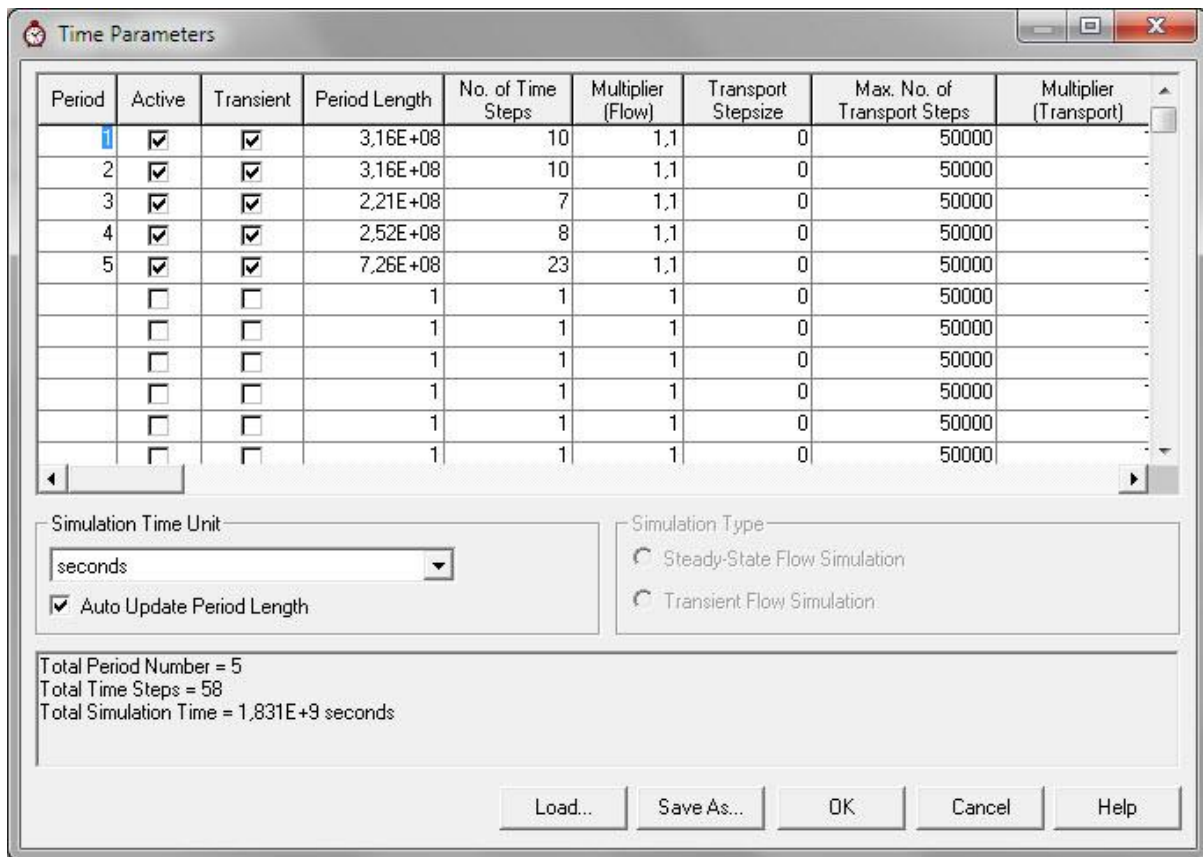 Time Parameters
Period Active Transient Period Length No. of Time Steps Multiplier (Flow) Transport Stepsize Max. No. of Transport Steps Multiplier (Transport)
1 3,16E+08 10 1,1 0 50000
2 3,16E+08 10 1,1 0 50000
3 2,21E+08 7 1,1 0 50000
4 2,52E+08 8 1,1 0 50000
5 7,26E+08 23 1,1 0 50000
1 1 1 0 50000
1 1 1 0 50000
1 1 1 0 50000
1 1 1 0 50000
1 1 1 0 50000
1 1 1 0 50000
Simulation Time Unit
seconds
Auto Update Period Length
Simulation Type
Steady-State Flow Simulation
Transient Flow Simulation
Total Period Number = 5
Total Time Steps = 58
Total Simulation Time = 1,831E+9 seconds
Load... Save As... OK Cancel Help